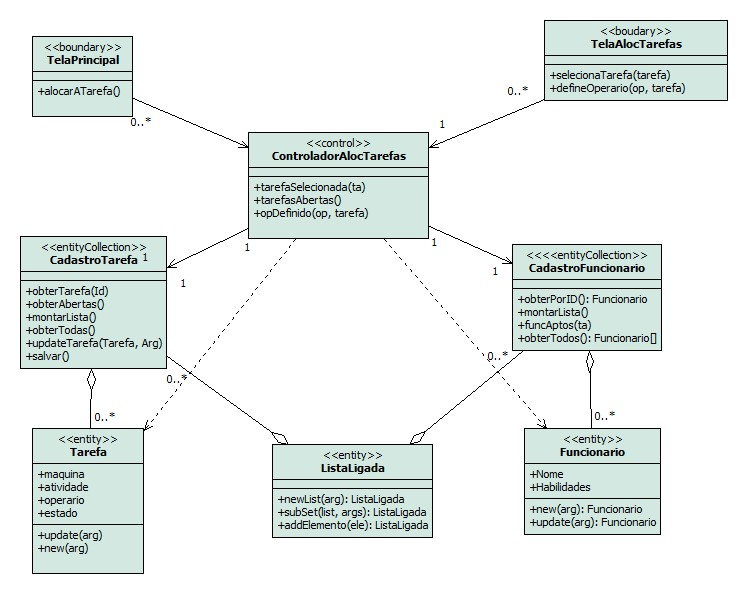 <<boundary>>
TelaPrincipal
+alocarATarefa()
0..*
<<boudary>>
TelaAlocTarefas
+selecionaTarefa(tarefa)
+defineOperario(op, tarefa)
0..*
1
<<control>>
ControladorAlocTarefas
+tarefaSelecionada(ta)
+tarefasAbertas()
+opDefinido(op, tarefa)
1
1
<<entityCollection>>
CadastroTarefa
1
+obterTarefa(Id)
+obterAbertas()
+montarLista()
+obterTodas()
+updateTarefa(Tarefa, Arg)
+salvar()
1
0..*
0..*
<<<<entityCollection>>
CadastroFuncionario
+obterPorID(): Funcionario
+montarLista()
+funcAptos(ta)
+obterTodos(): Funcionario[]
1
0..*
0..*
<<entity>>
Tarefa
+maquina
+atividade
+operario
+estado
+update(arg)
+new(arg)
<<entity>>
ListaLigada
+newList(arg): ListaLigada
+subSet(list, args): ListaLigada
+addElemento(ele): ListaLigada
<<entity>>
Funcionario
+Nome
+Habilidades
+new(arg): Funcionario
+update(arg): Funcionario